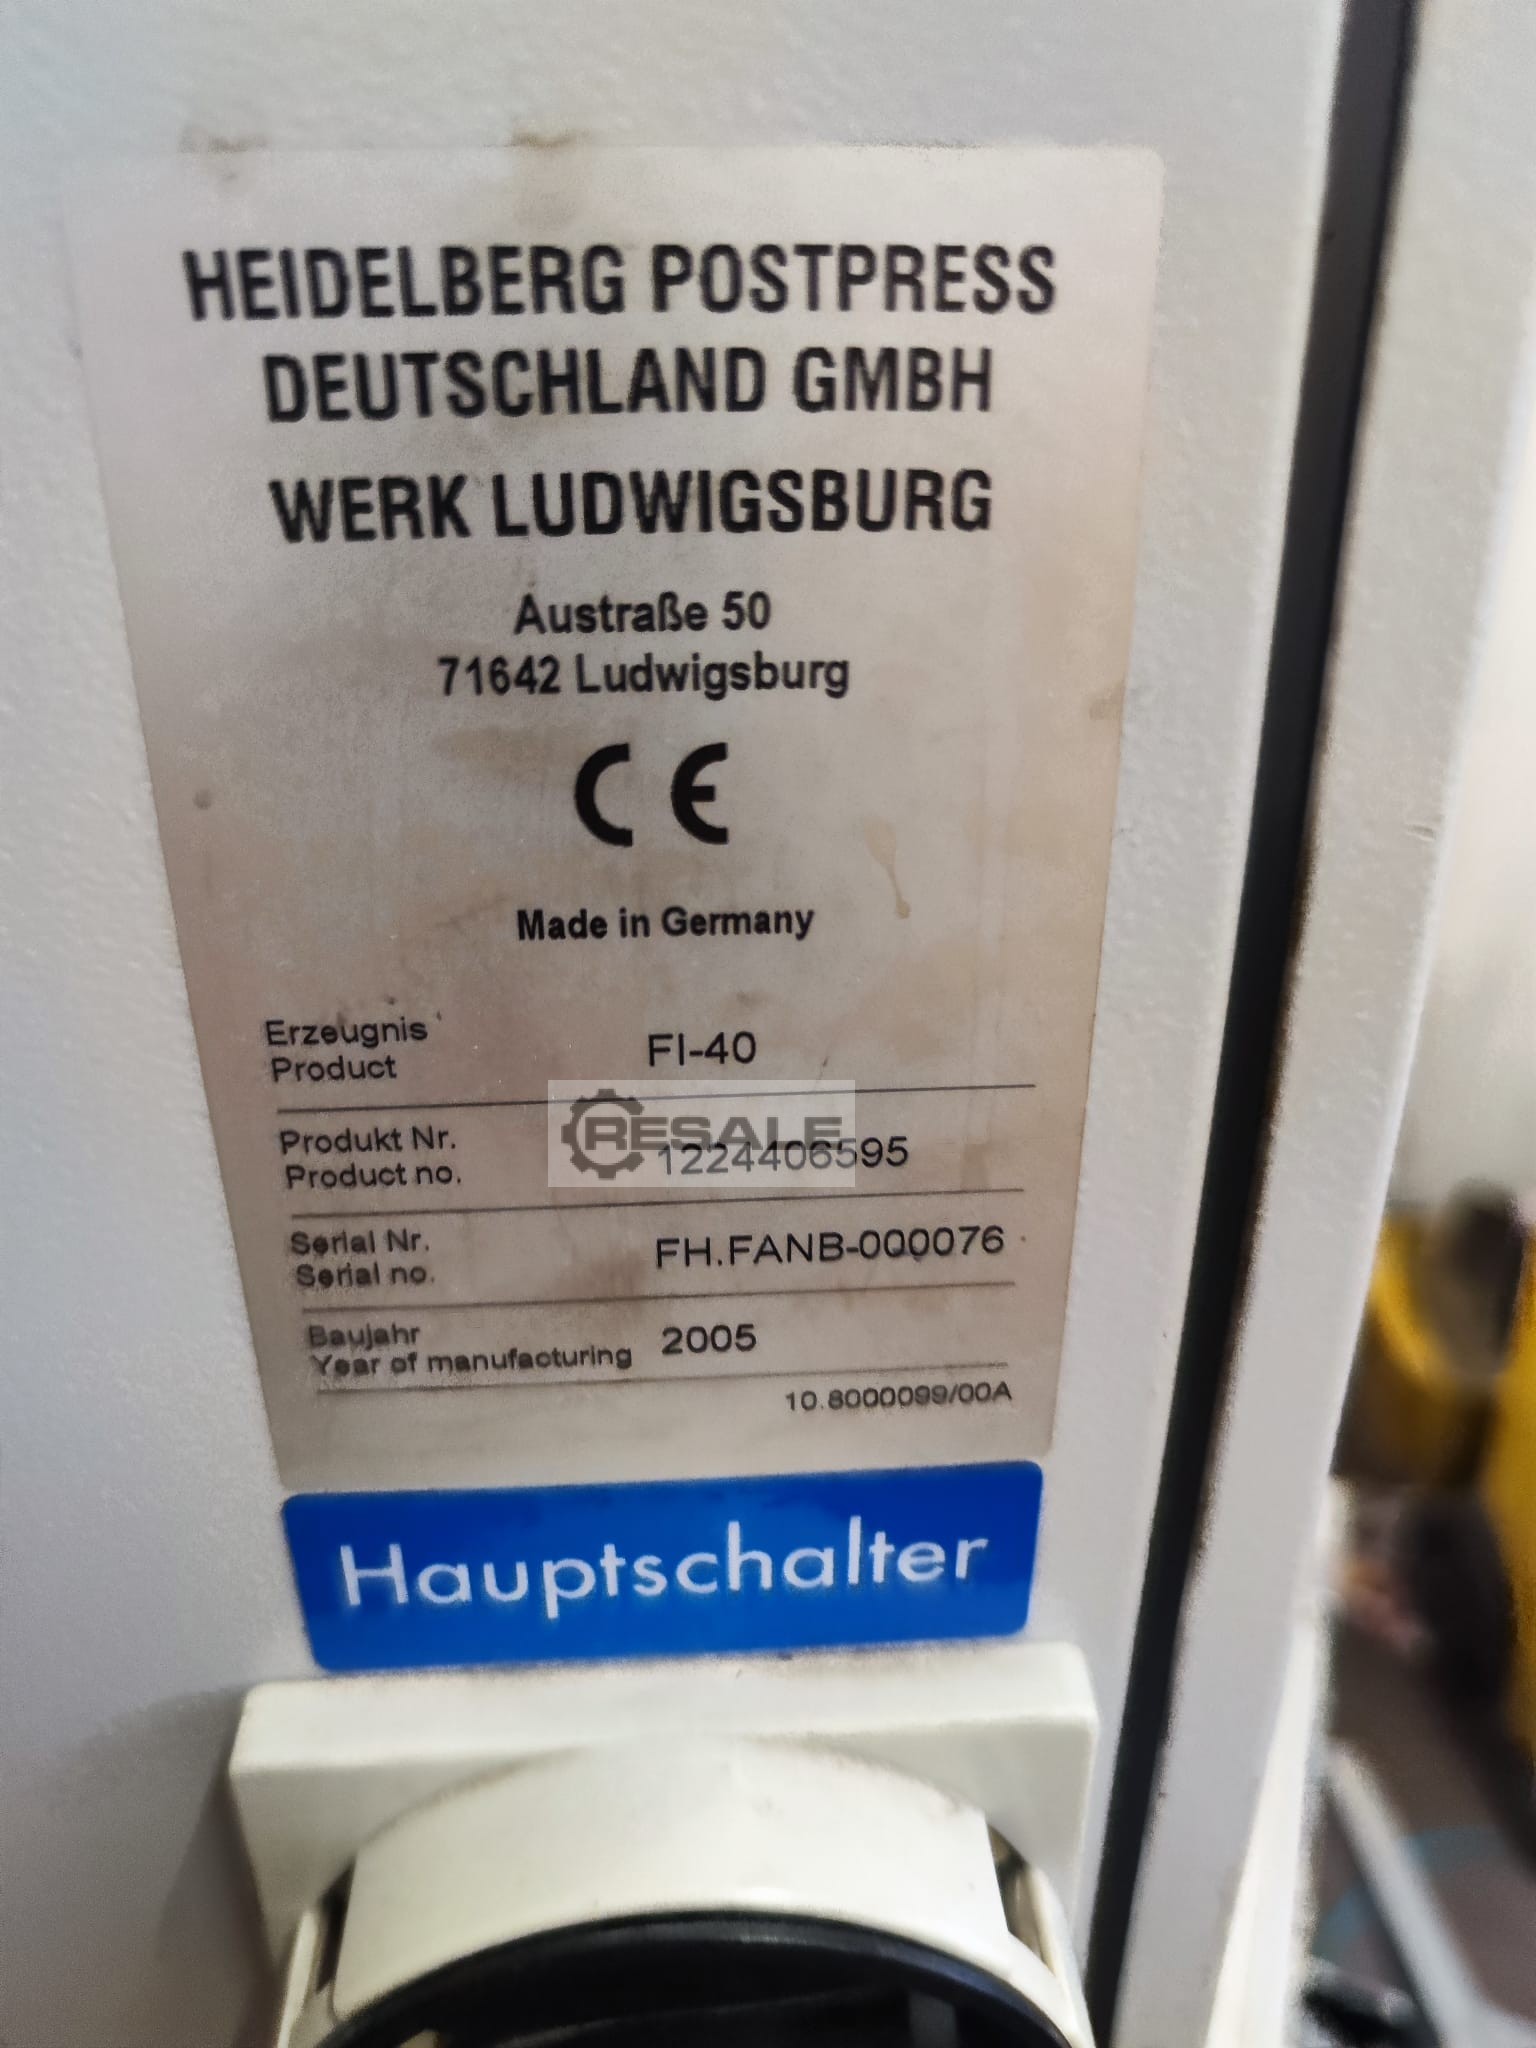 HEIDELBERG POSTPRESS
DEUTSCHLAND GMBH
WERK LUDWIGSBURG
Austraße 50
71642 Ludwigsburg
CE
Made in Germany
Erzeugnis
Product
FI-40
RESALE
Produkt Nr.
Product no.
1224406595
Serial Nr.
Serial no.
FH.FANB-000076
Baujahr
Year of manufacturing
2005
10.8000099/00A
Hauptschalter